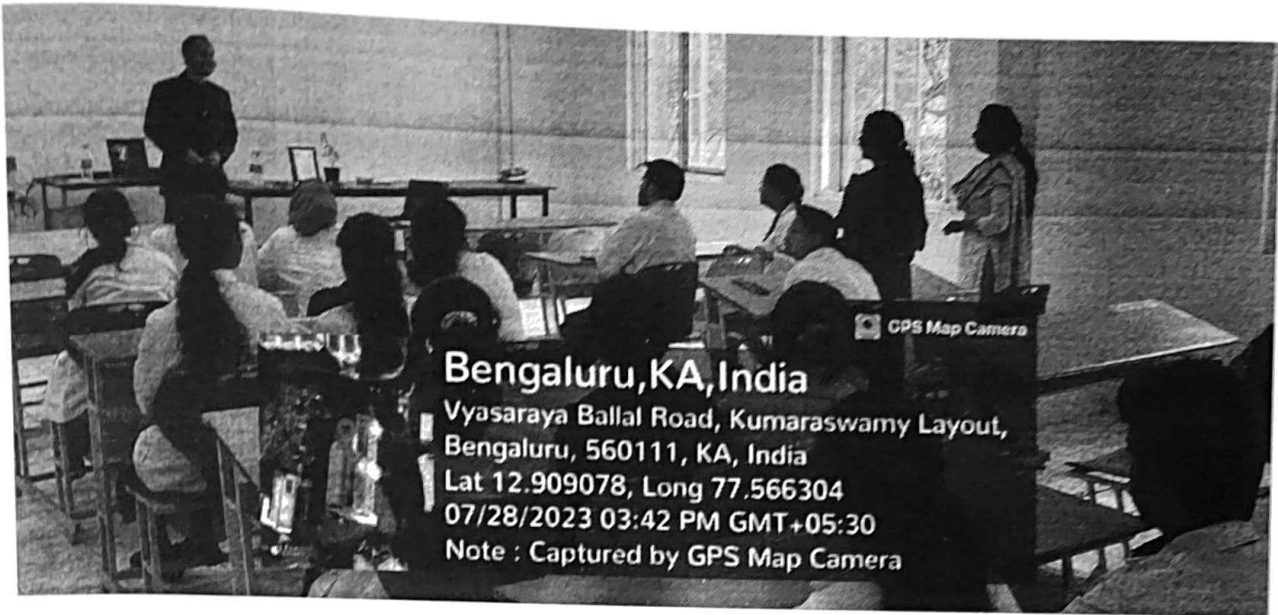 GPS Map Camera
Bengaluru,KA,India
Vyasaraya Ballal Road, Kumaraswamy Layout,
Bengaluru, 560111, KA, India
Lat 12.909078, Long 77.566304
07/28/2023 03:42 PM GMT+05:30
Note : Captured by GPS Map Camera